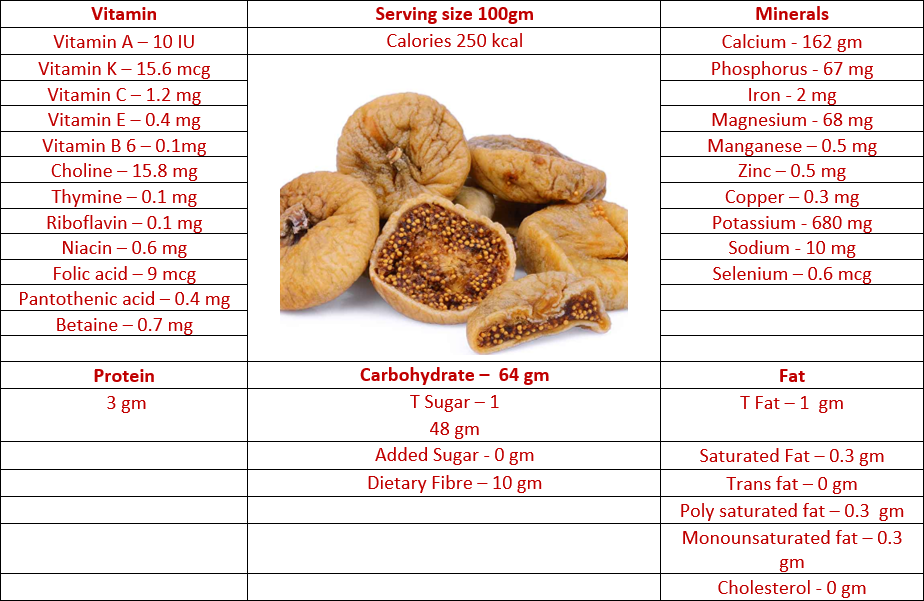 Vitamin
Serving size 100gm
Minerals
Vitamin A – 10 IU
Calories 250 kcal
Calcium - 162 gm
Vitamin K – 15.6 mcg
Phosphorus - 67 mg
Vitamin C – 1.2 mg
Iron - 2 mg
Vitamin E – 0.4 mg
Magnesium - 68 mg
Vitamin B 6 – 0.1mg
Manganese – 0.5 mg
Choline – 15.8 mg
Zinc – 0.5 mg
Thymine – 0.1 mg
Copper – 0.3 mg
Riboflavin – 0.1 mg
Potassium - 680 mg
Niacin – 0.6 mg
Sodium - 10 mg
Folic acid – 9 mcg
Selenium – 0.6 mcg
Pantothenic acid – 0.4 mg
Betaine – 0.7 mg
Protein
Carbohydrate –  64 gm
Fat
3 gm
T Sugar – 1
48 gm
T Fat – 1  gm
Added Sugar - 0 gm
Saturated Fat – 0.3 gm
Dietary Fibre – 10 gm
Trans fat – 0 gm
Poly saturated fat – 0.3  gm
Monounsaturated fat – 0.3
gm
Cholesterol - 0 gm